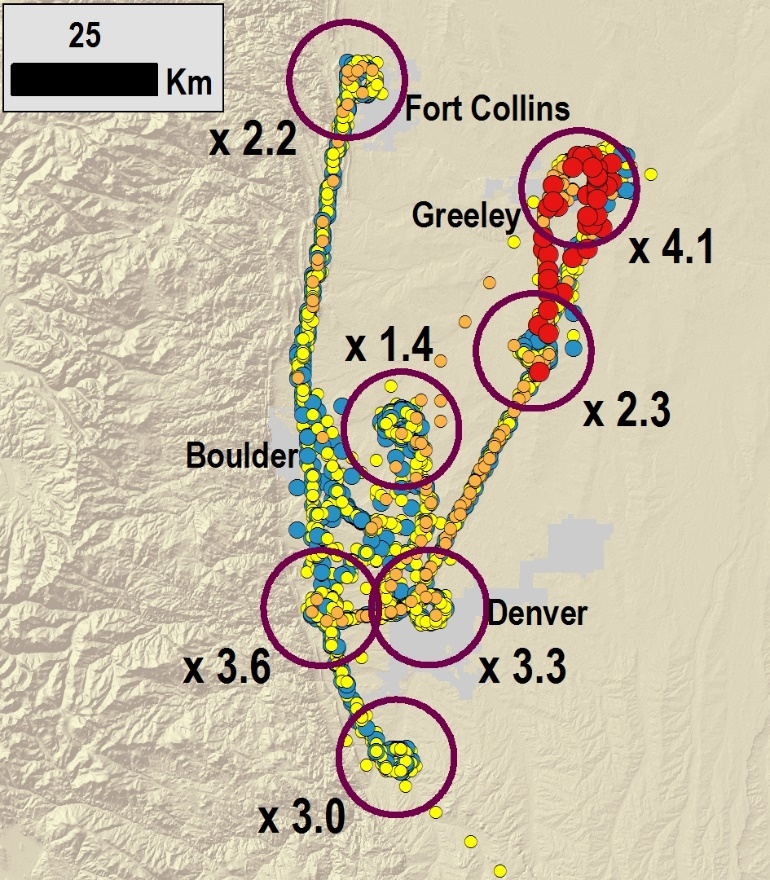 25
Km
Fort Collins
x 2.2
Greeley
x 4.1
x 1.4
x 2.3
Boulder
Denver
x 3.6
x 3.3
x 3.0